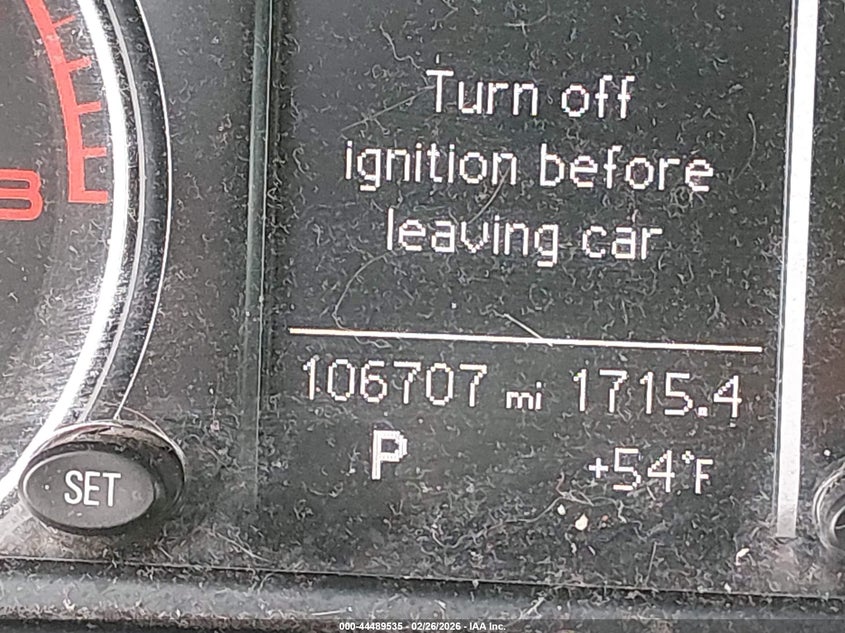 Turn off
ignition before
leaving car
106707 mi 1715.4
P +54°F
SET
8
000-44489535 - 02/26/2026 - IAA Inc.